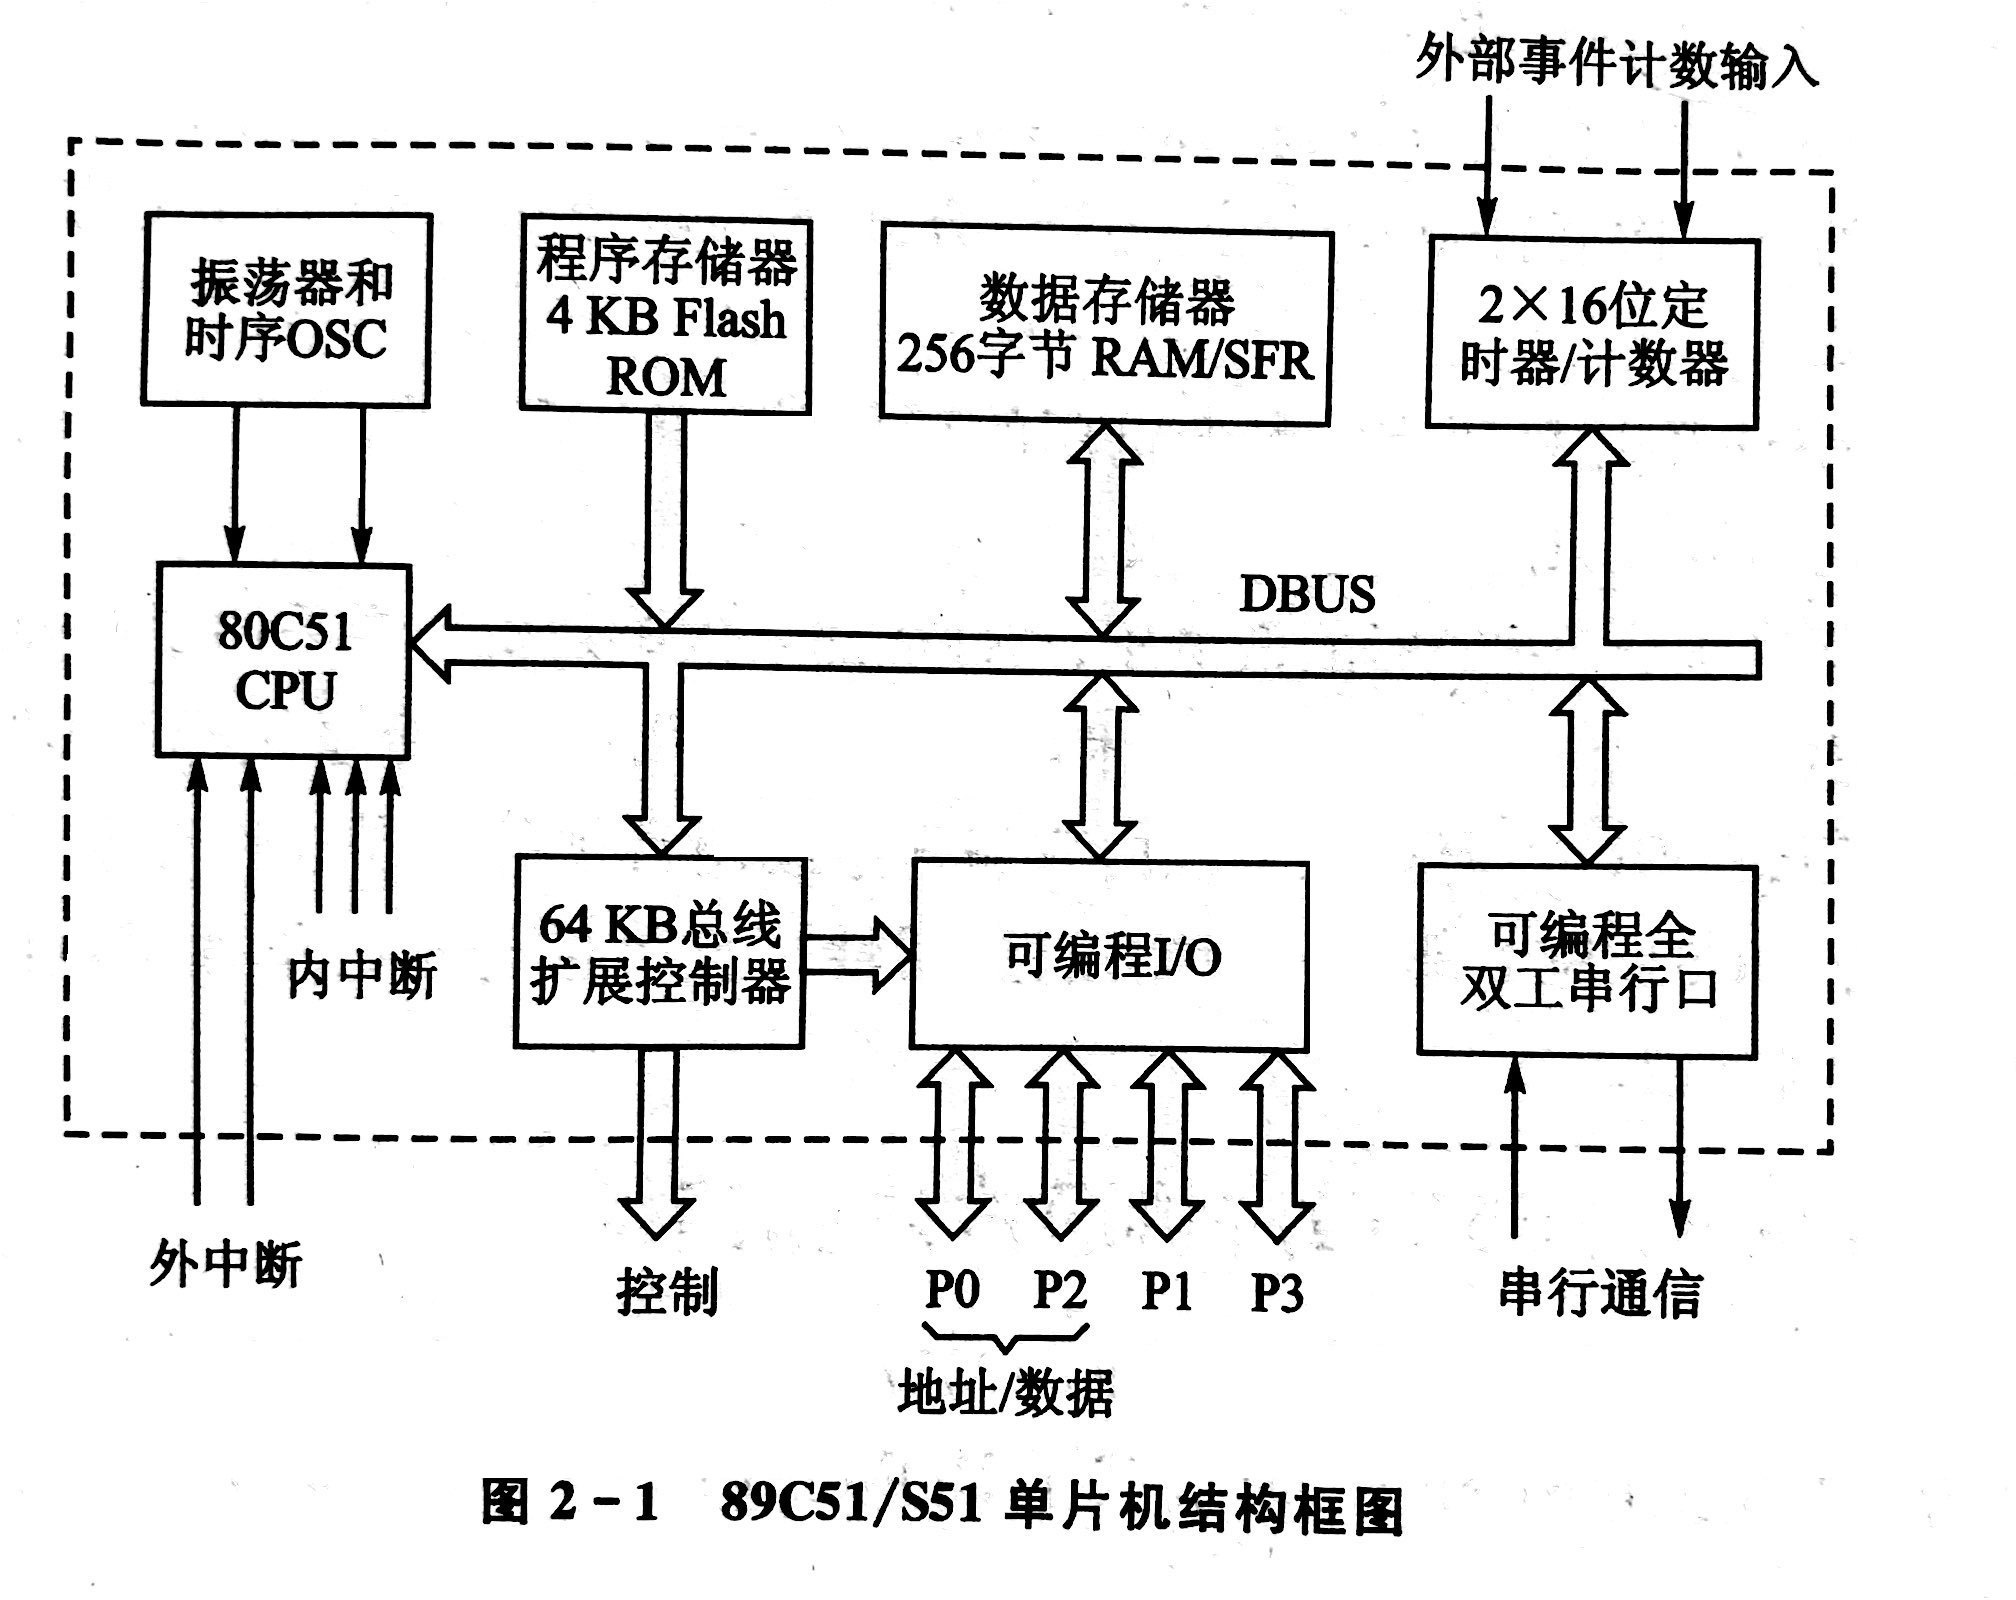 外部事件计数输入
振荡器和
时序OSC
程序存储器
4 KB Flash
ROM
数据存储器
256字节 RAM/SFR
2×16位定
时器/计数器
80C51
CPU
DBUS
内中断
64 KB总线
扩展控制器
可编程I/O
可编程全
双工串行口
外中断
控制
P0
P2
P1
P3
串行通信
地址/数据
图 2-1 89C51/S51 单片机结构框图